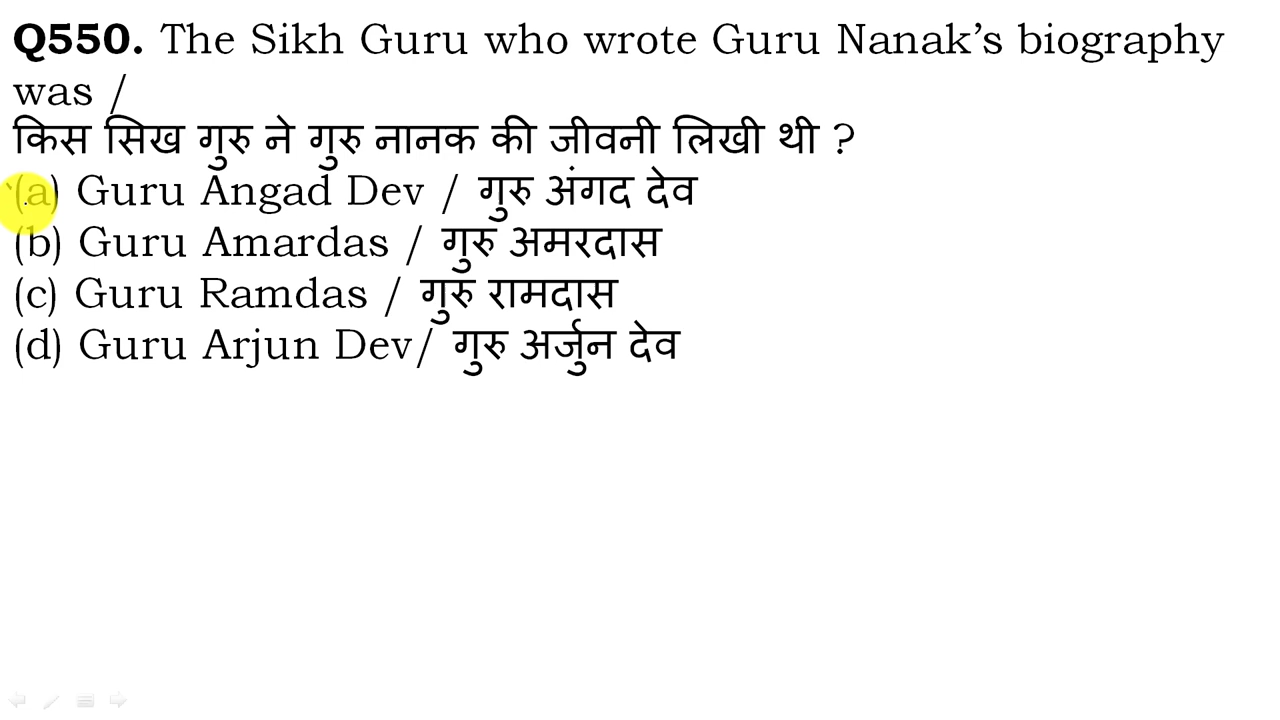 Q550. The Sikh Guru who wrote Guru Nanak’s biography
was /
किस सिख गुरु ने गुरु नानक की जीवनी लिखी थी ?
(a) Guru Angad Dev / गुरु अंगद देव
(b) Guru Amardas / गुरु अमरदास
(c) Guru Ramdas / गुरु रामदास
(d) Guru Arjun Dev/ गुरु अर्जुन देव